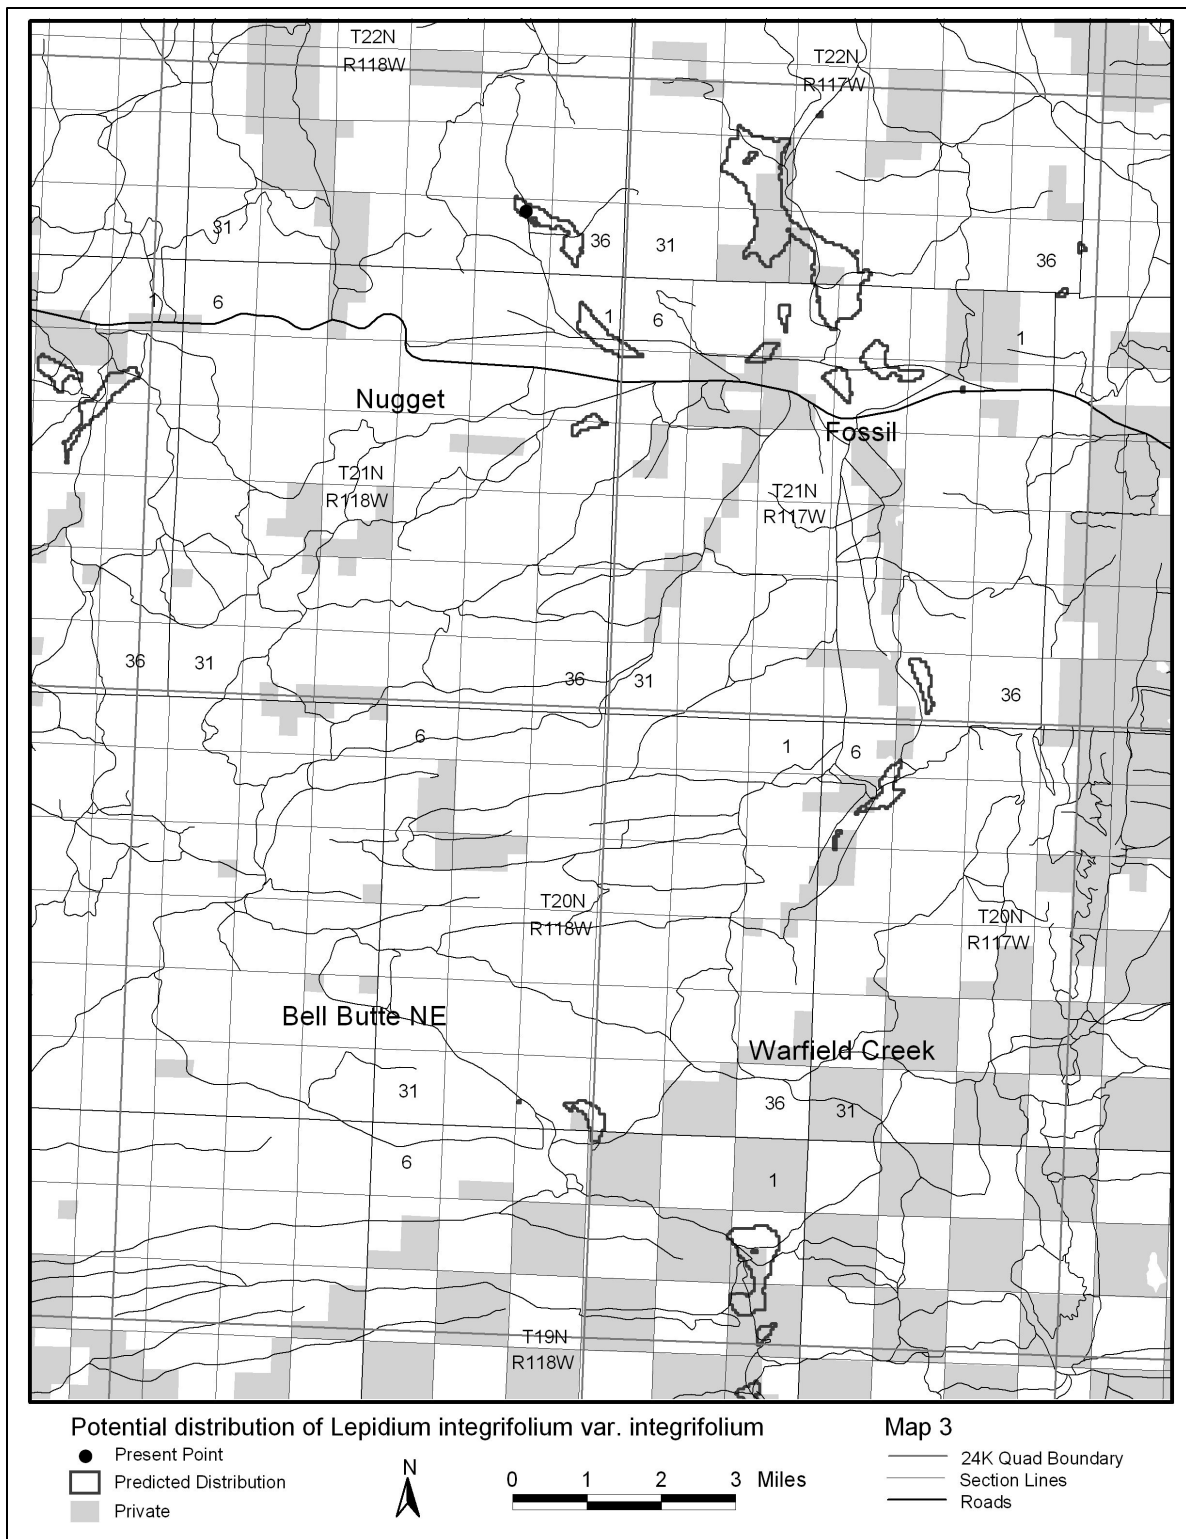 T22N
R118W
T22N
R117W
31
36
31
36
1
6
1
6
1
Nugget
Fossil
T21N
R118W
T21N
R117W
36
31
36
31
36
6
1
6
T20N
R118W
T20N
R117W
Bell Butte NE
Warfield Creek
31
36
31
6
1
T19N
R118W
Potential distribution of Lepidium integrifolium var. integrifolium
Present Point
Predicted Distribution
Private
N
0 1 2 3 Miles
Map 3
24K Quad Boundary
Section Lines
Roads